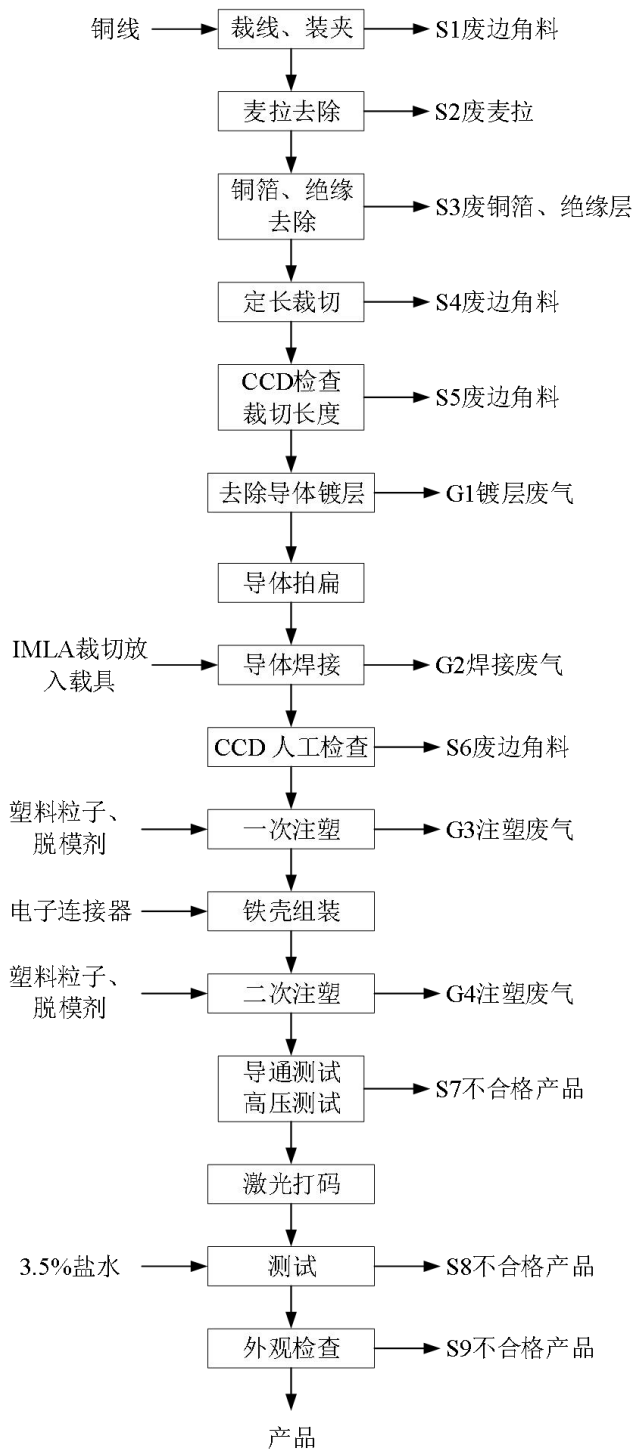 铜线
裁线、装夹
S1废边角料
麦拉去除
S2废麦拉
铜箔、绝缘
去除
S3废铜箔、绝缘层
定长裁切
S4废边角料
CCD检查
裁切长度
S5废边角料
去除导体镀层
G1镀层废气
导体拍扁
IMLA裁切放
入载具
导体焊接
G2焊接废气
CCD 人工检查
S6废边角料
塑料粒子、
脱模剂
一次注塑
G3注塑废气
电子连接器
铁壳组装
塑料粒子、
脱模剂
二次注塑
G4注塑废气
导通测试
高压测试
S7不合格产品
激光打码
3.5%盐水
测试
S8不合格产品
外观检查
S9不合格产品
产品